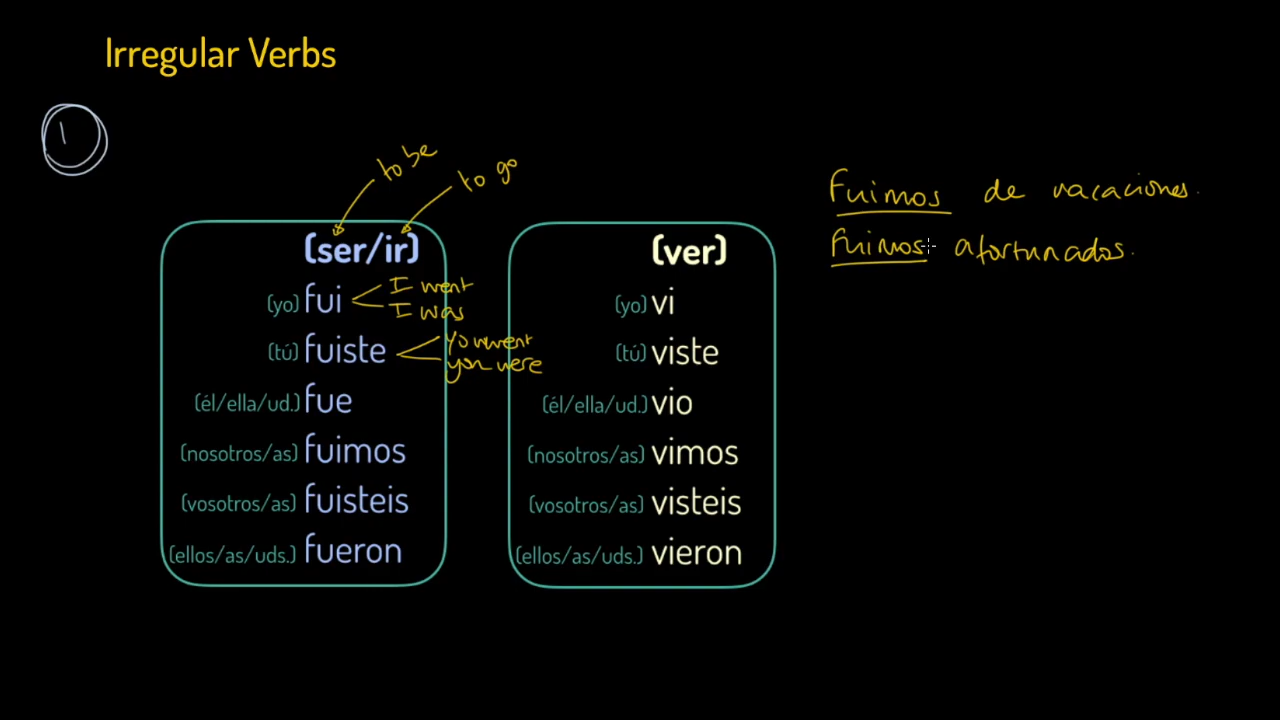 Irregular Verbs
1
to be
to go
(ser/ir)
(yo) fui
I went
I was
(tú) fuiste
You went
you were
(él/ella/ud.) fue
(nosotros/as) fuimos
(vosotros/as) fuisteis
(ellos/as/uds.) fueron
(ver)
(yo) vi
(tú) viste
(él/ella/ud.) vio
(nosotros/as) vimos
(vosotros/as) visteis
(ellos/as/uds.) vieron
Fuimos de vacaciones.
Fuimos afortunados.